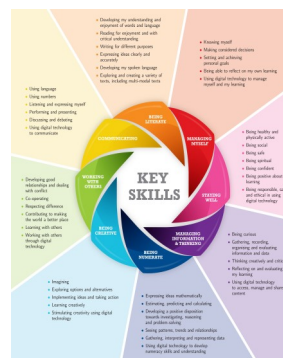 • Developing my understanding and
enjoyment of words and language
• Reading for enjoyment and with
critical understanding
• Writing for different purposes
• Expressing ideas clearly and
accurately
• Developing my spoken language
• Exploring and creating a variety of
texts, including multi-modal texts
• Knowing myself
• Making considered decisions
• Setting and achieving
personal goals
• Being able to reflect on my own learning
• Using digital technology to manage
myself and my learning
• Using language
• Using numbers
• Listening and expressing myself
• Performing and presenting
• Discussing and debating
• Using digital technology
to communicate
BEING
LITERATE
MANAGING
MYSELF
COMMUNICATING
• Being healthy and
physically active
• Being social
• Being safe
• Being spiritual
• Being confident
• Being positive about
learning
• Being responsible, sa
and ethical in using
digital technology
• Developing good
relationships and dealing
with conflict
• Co-operating
• Respecting difference
• Contributing to making
the world a better place
• Learning with others
• Working with others
through digital
technology
WORKING
WITH
OTHERS
KEY
SKILLS
STAYING
WELL
BEING
CREATIVE
BEING
NUMERATE
MANAGING
INFORMATION
& THINKING
• Being curious
• Gathering, recording,
organising and evaluating
information and data
• Thinking creatively and critic
• Reflecting on and evaluating
my learning
• Using digital technology
to access, manage and share
content
• Imagining
• Exploring options and alternatives
• Implementing ideas and taking action
• Learning creatively
• Stimulating creativity using digital
technology
• Expressing ideas mathematically
• Estimating, predicting and calculating
• Developing a positive disposition
towards investigating, reasoning
and problem-solving
• Seeing patterns, trends and relationships
• Gathering, interpreting and representing data
• Using digital technology to develop
numeracy skills and understanding